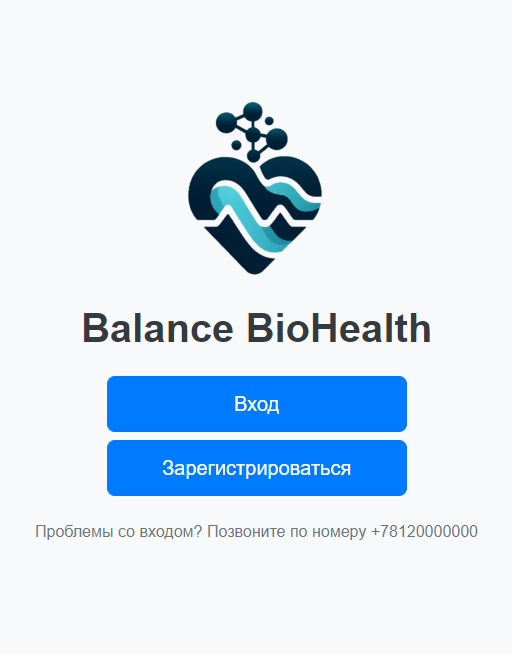 Balance BioHealth
Вход
Зарегистрироваться
Проблемы со входом? Позвоните по номеру +78120000000